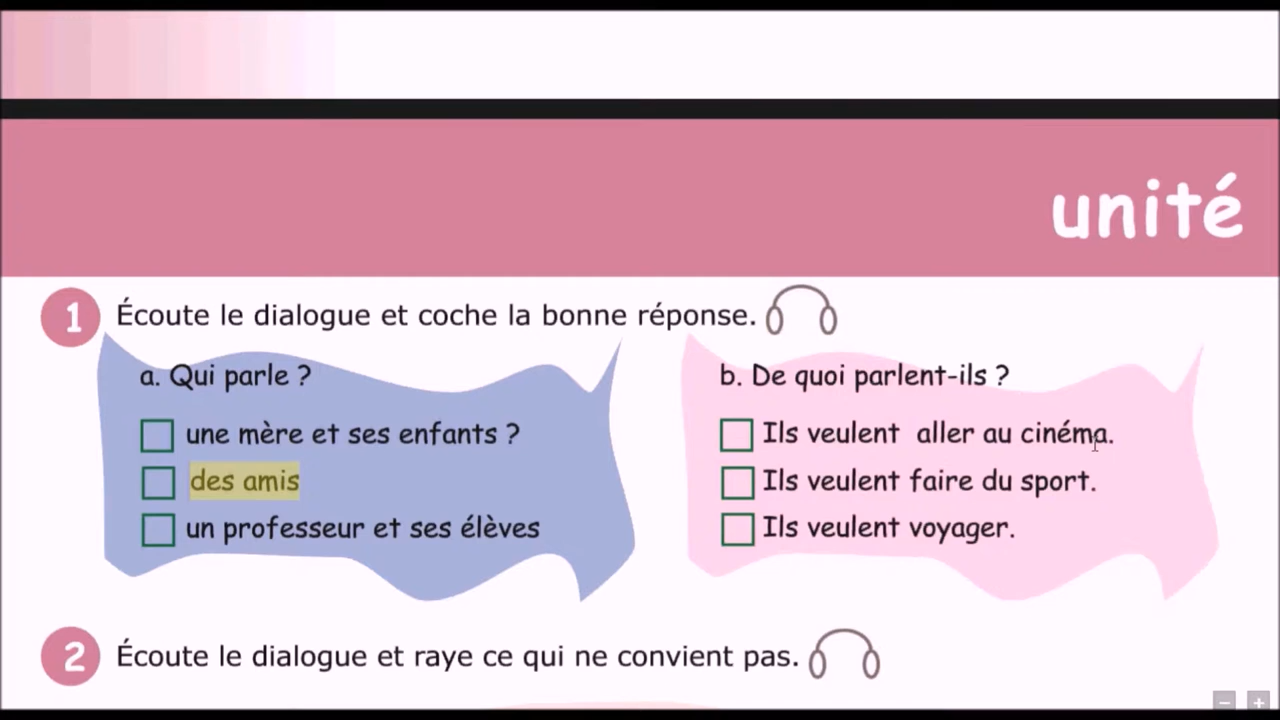 unité
1 Écoute le dialogue et coche la bonne réponse.
a. Qui parle ?
une mère et ses enfants ?
des amis
un professeur et ses élèves
b. De quoi parlent-ils ?
Ils veulent aller au cinéma.
Ils veulent faire du sport.
Ils veulent voyager.
2 Écoute le dialogue et raye ce qui ne convient pas.